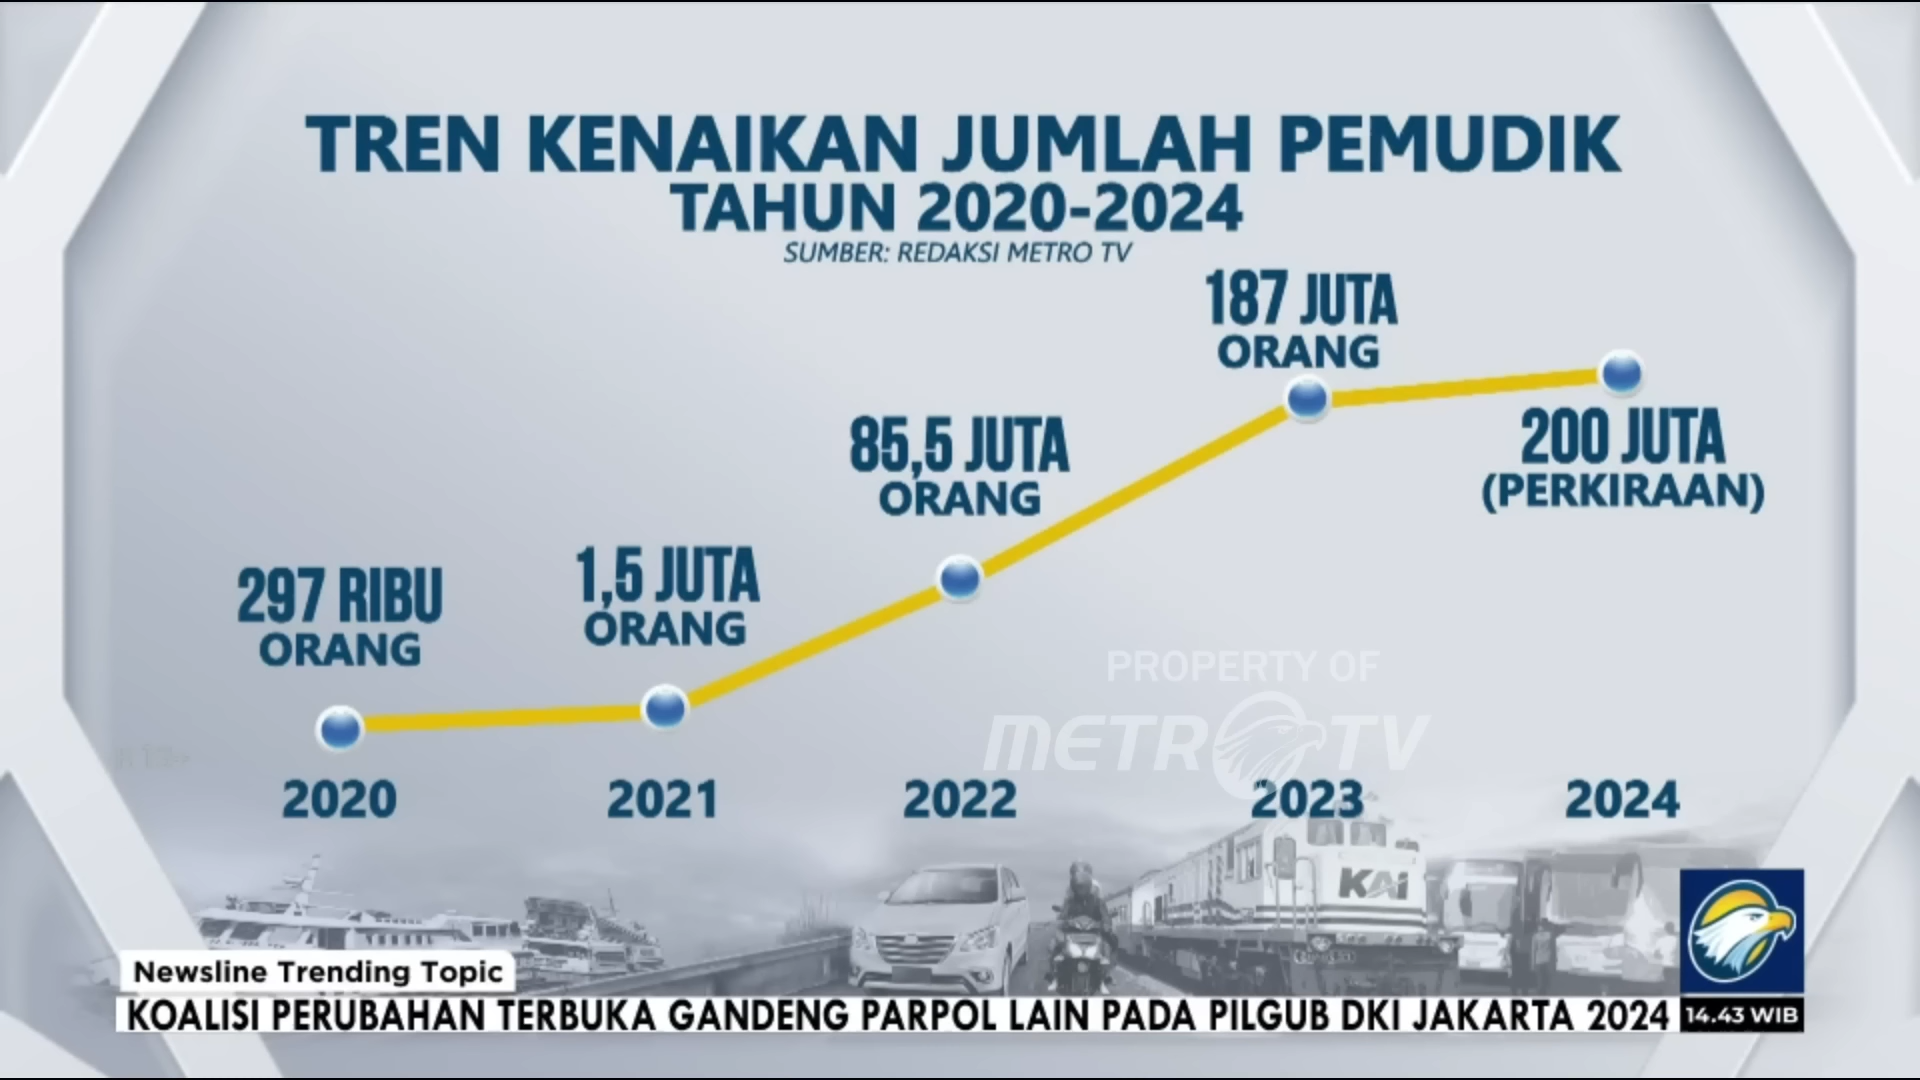 TREN KENAIKAN JUMLAH PEMUDIK
TAHUN 2020-2024
SUMBER: REDAKSI METRO TV
187 JUTA
ORANG
200 JUTA
(PERKIRAAN)
85,5 JUTA
ORANG
1,5 JUTA
ORANG
297 RIBU
ORANG
PROPERTY OF
METRO TV
2020
2021
2022
2023
2024
KAI
Newsline Trending Topic
KOALISI PERUBAHAN TERBUKA GANDENG PARPOL LAIN PADA PILGUB DKI JAKARTA 2024
14.43 WIB